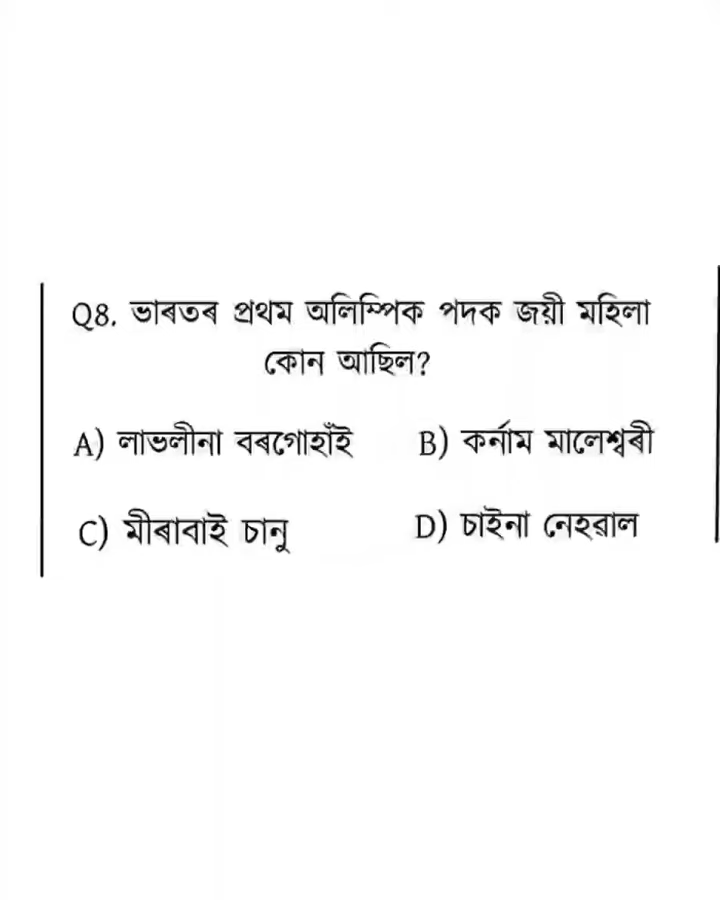 Q8. ভাৰতৰ প্ৰথম অলিম্পিক পদক জয়ী মহিলা
কোন আছিল?
A) লাভলীনা বৰগোহাঁই B) কৰ্নাম মালেশ্বৰী
C) মীৰাবাই চানু D) চাইনা নেহৱাল